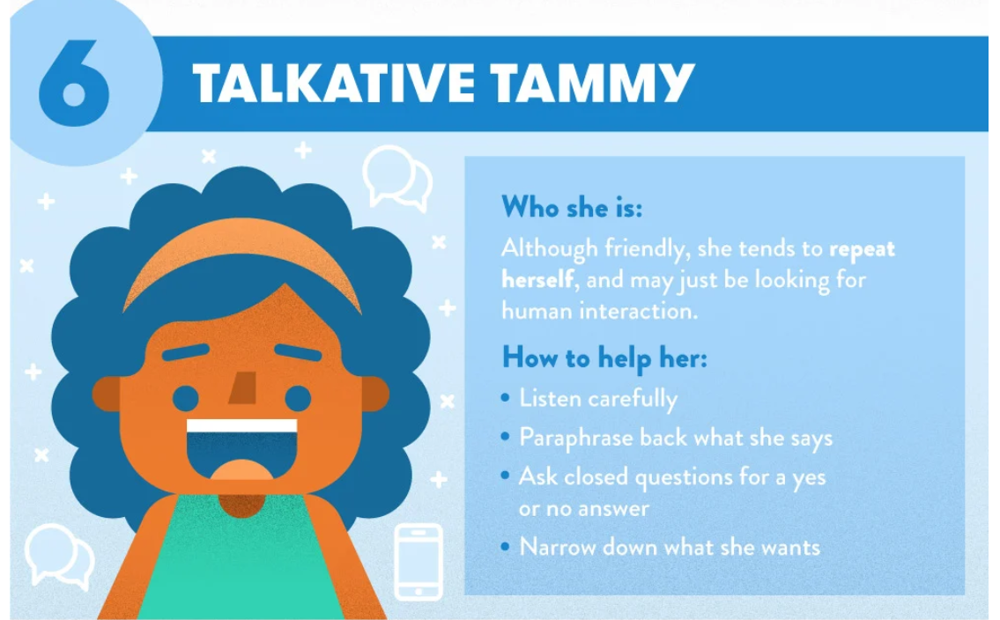 6
TALKATIVE TAMMY
Who she is:
Although friendly, she tends to repeat
herself, and may just be looking for
human interaction.
How to help her:
• Listen carefully
• Paraphrase back what she says
• Ask closed questions for a yes
or no answer
• Narrow down what she wants